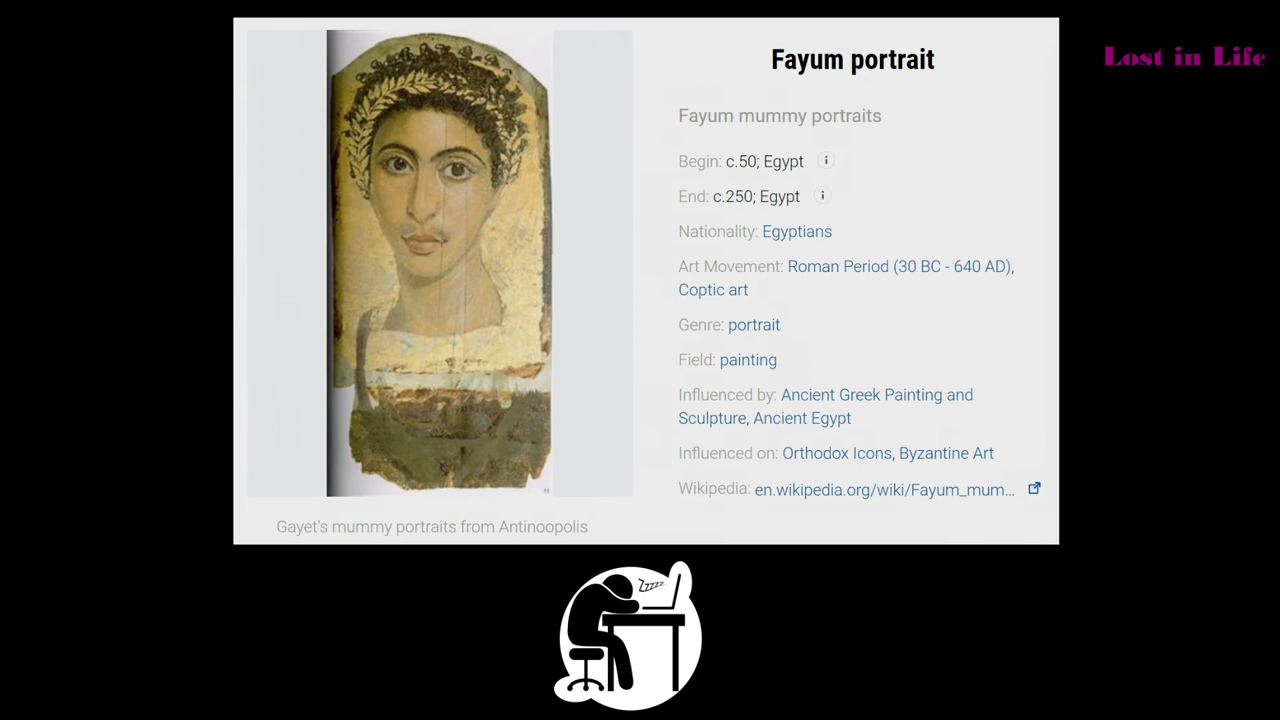 Fayum portrait
Lost in Life
Fayum mummy portraits
Begin: c.50; Egypt
End: c.250; Egypt
Nationality: Egyptians
Art Movement: Roman Period (30 BC - 640 AD),
Coptic art
Genre: portrait
Field: painting
Influenced by: Ancient Greek Painting and
Sculpture, Ancient Egypt
Influenced on: Orthodox Icons, Byzantine Art
Wikipedia: en.wikipedia.org/wiki/Fayum_mum...
Gayet's mummy portraits from Antinoopolis
Zzzzz